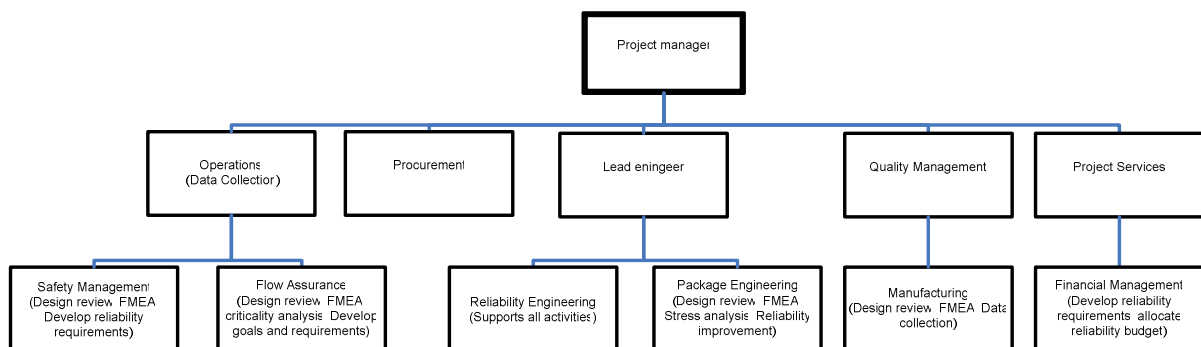 Project manager
Operations
(Data Collection)
Procurement
Lead eningeer
Quality Management
Project Services
Safety Management
(Design review FMEA
Develop reliability
requirements)
Flow Assurance
(Design review FMEA
criticality analysis Develop
goals and requirements)
Reliability Engineering
(Supports all activities)
Package Engineering
(Design review FMEA
Stress analysis Reliability
improvement)
Manufacturing
(Design review FMEA Data
collection)
Financial Management
(Develop reliability
requirements allocate
reliability budget)